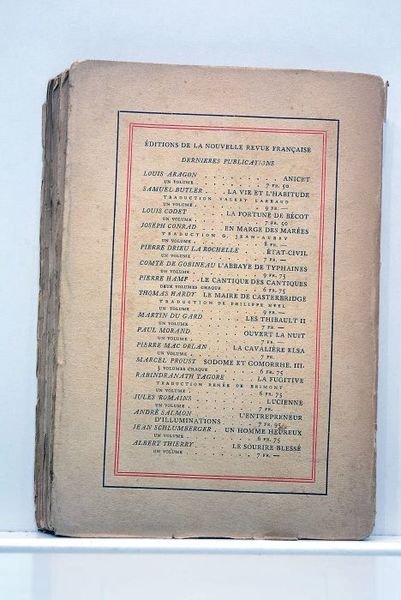 ÉDITIONS DE LA NOUVELLE REVUE FRANÇAISE
DERNIÈRES PUBLICATIONS
LOUIS ARAGON . . . . . . . . ANICET
UN VOLUME . . . . . . . 7 FR. 50
SAMUEL BUTLER . . . LA VIE ET L'HABITUDE
TRADUCTION VALERY LARBAUD
UN VOLUME . . . . . . . 9 FR. —
LOUIS CODET . . LA FORTUNE DE BÉCOT
UN VOLUME . . . . . . . 7 FR. 50
JOSEPH CONRAD . . EN MARGE DES MARÉES
TRADUCTION G. JEAN-AUBRY
UN VOLUME . . . . . . . 8 FR. —
PIERRE DRIEU LA ROCHELLE . ÉTAT-CIVIL
UN VOLUME . . . . . . . 7 FR. —
COMTE DE GOBINEAU L'ABBAYE DE TYPHAINES
UN VOLUME . . . . . . . 9 FR. 75
PIERRE HAMP . . LE CANTIQUE DES CANTIQUES
DEUX VOLUMES CHAQUE . . . 6 FR. 75
THOMAS HARDY LE MAIRE DE CASTERBRIDGE
TRADUCTION DE PHILIPPE NEEL
UN VOLUME . . . . . . . 9 FR.
MARTIN DU GARD . . . LES THIBAULT II
UN VOLUME . . . . . . . 7 FR. —
PAUL MORAND . . . . OUVERT LA NUIT
UN VOLUME . . . . . . . 7 FR. —
PIERRE MAC ORLAN . . LA CAVALIÈRE ELSA
UN VOLUME . . . . . . . 7 FR.
MARCEL PROUST SODOME ET GOMORRHE. III.
3 VOLUMES CHAQUE . . . . 6 FR. 75
RABINDRANATH TAGORE . . . LA FUGITIVE
TRADUCTION RENÉE DE BRIMONT
UN VOLUME . . . . . . . 6 FR. 75
JULES ROMAINS . . . . . LUCIENNE
UN VOLUME . . . . . . . 7 FR.
ANDRÉ SALMON . . . . L'ENTREPRENEUR
D'ILLUMINATIONS . . . . . 7 FR. 95
JEAN SCHLUMBERGER . . UN HOMME HEUREUX
UN VOLUME . . . . . . . 6 FR. 75
ALBERT THIERRY . . . LE SOURIRE BLESSÉ
UN VOLUME . . . . . . . 7 FR. —